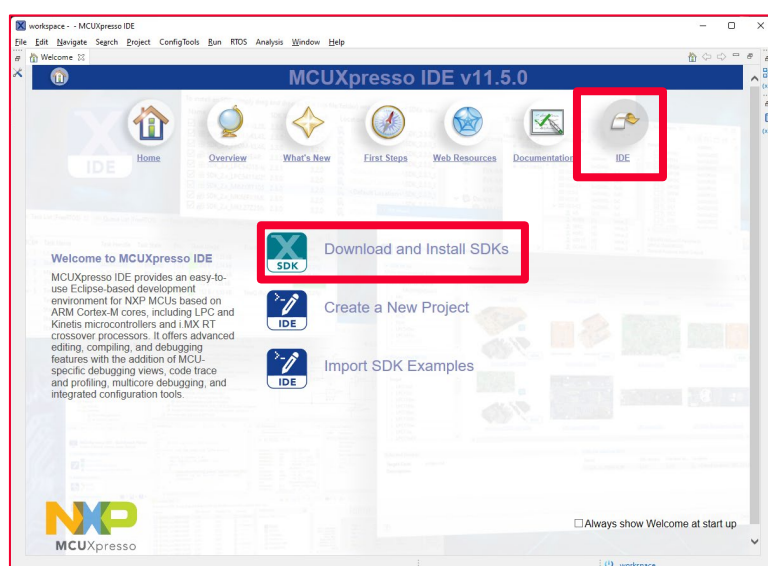 workspace - - MCUXpresso IDE
File Edit Navigate Search Project ConfigTools Run RTOS Analysis Window Help
Welcome
MCUXpresso IDE v11.5.0
IDE
Home
Overview
What's New
First Steps
Web Resources
Documentation
IDE
SDK
Download and Install SDKs
Welcome to MCUXpresso IDE
MCUXpresso IDE provides an easy-to-
use Eclipse-based development
environment for NXP MCUs based on
ARM Cortex-M cores, including LPC and
Kinetis microcontrollers and i.MX RT
crossover processors. It offers advanced
editing, compiling, and debugging
features with the addition of MCU-
specific debugging views, code trace
and profiling, multicore debugging, and
integrated configuration tools.
IDE
Create a New Project
IDE
Import SDK Examples
NXP
MCUXpresso
Always show Welcome at start up